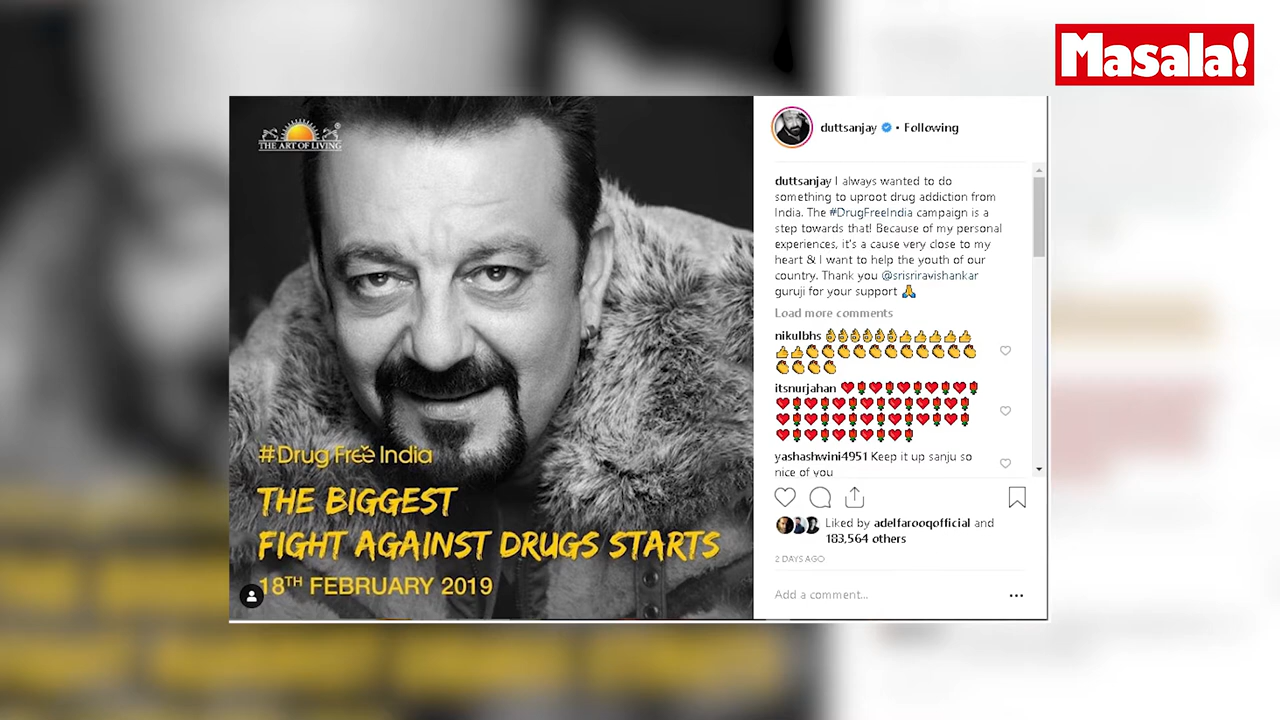 Masala!
THE ART OF LIVING
#DrugFree India
THE BIGGEST
FIGHT AGAINST DRUGS STARTS
18TH FEBRUARY 2019
duttsanjay • Following
duttsanjay I always wanted to do
something to uproot drug addiction from
India. The #DrugFreeIndia campaign is a
step towards that! Because of my personal
experiences, it's a cause very close to my
heart & I want to help the youth of our
country. Thank you @srisriravishankar
guruji for your support 🙏
Load more comments
nikulbhs 👌👌👌👌👌👍👍👍👍👍
👍👍👏👏👏👏👏👏👏👏👏👏👏
👏👏👏👏
itsnurjahan ❤🌹❤🌹❤🌹❤🌹❤🌹
❤🌹❤🌹❤🌹❤🌹❤🌹❤🌹❤🌹
❤🌹❤🌹❤🌹❤🌹❤🌹❤🌹❤🌹
❤🌹❤🌹❤🌹❤🌹❤🌹
yashashwini4951 Keep it up sanju so
nice of you
Liked by adelfarooqofficial and
183,564 others
2 DAYS AGO
Add a comment...